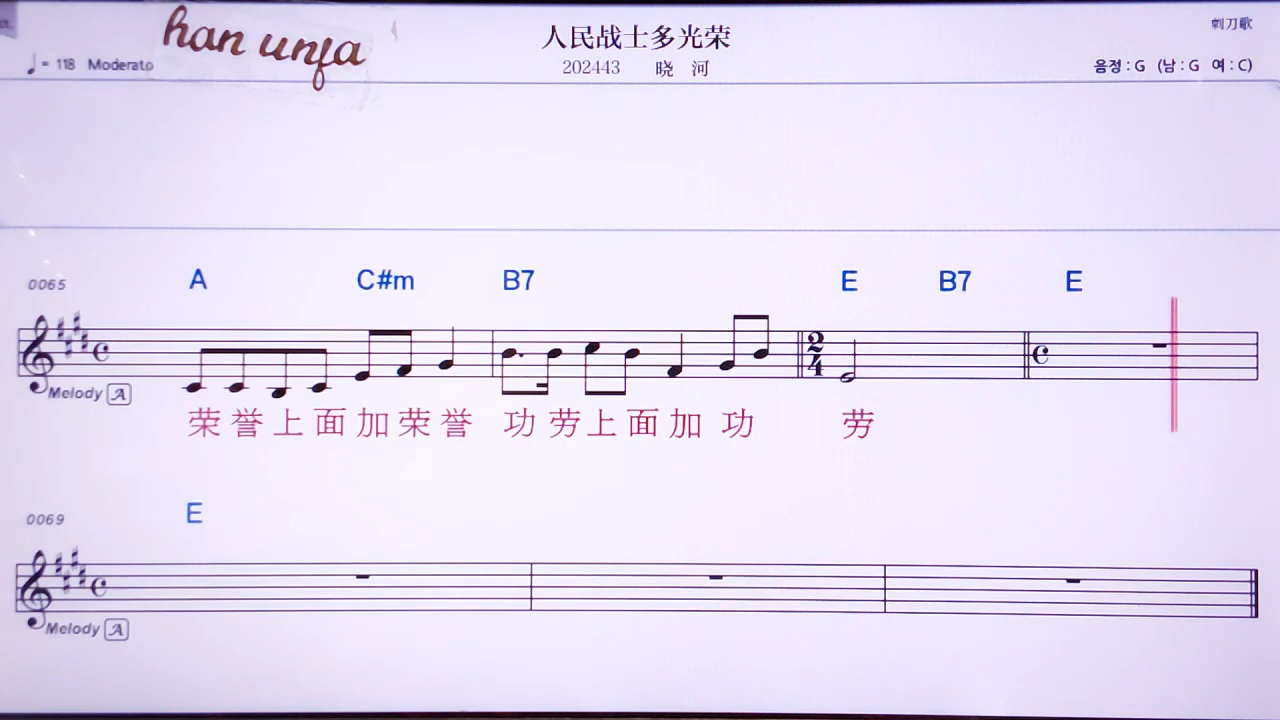 han unfa
人民战士多光荣
刺刀歌
♩= 118 Moderato
202443 晓 河
음정 : G (남 : G 여 : C)
0065 A C#m B7 E B7 E
Melody A
荣 誉 上 面 加 荣 誉 功 劳 上 面 加 功 劳
0069 E
Melody A